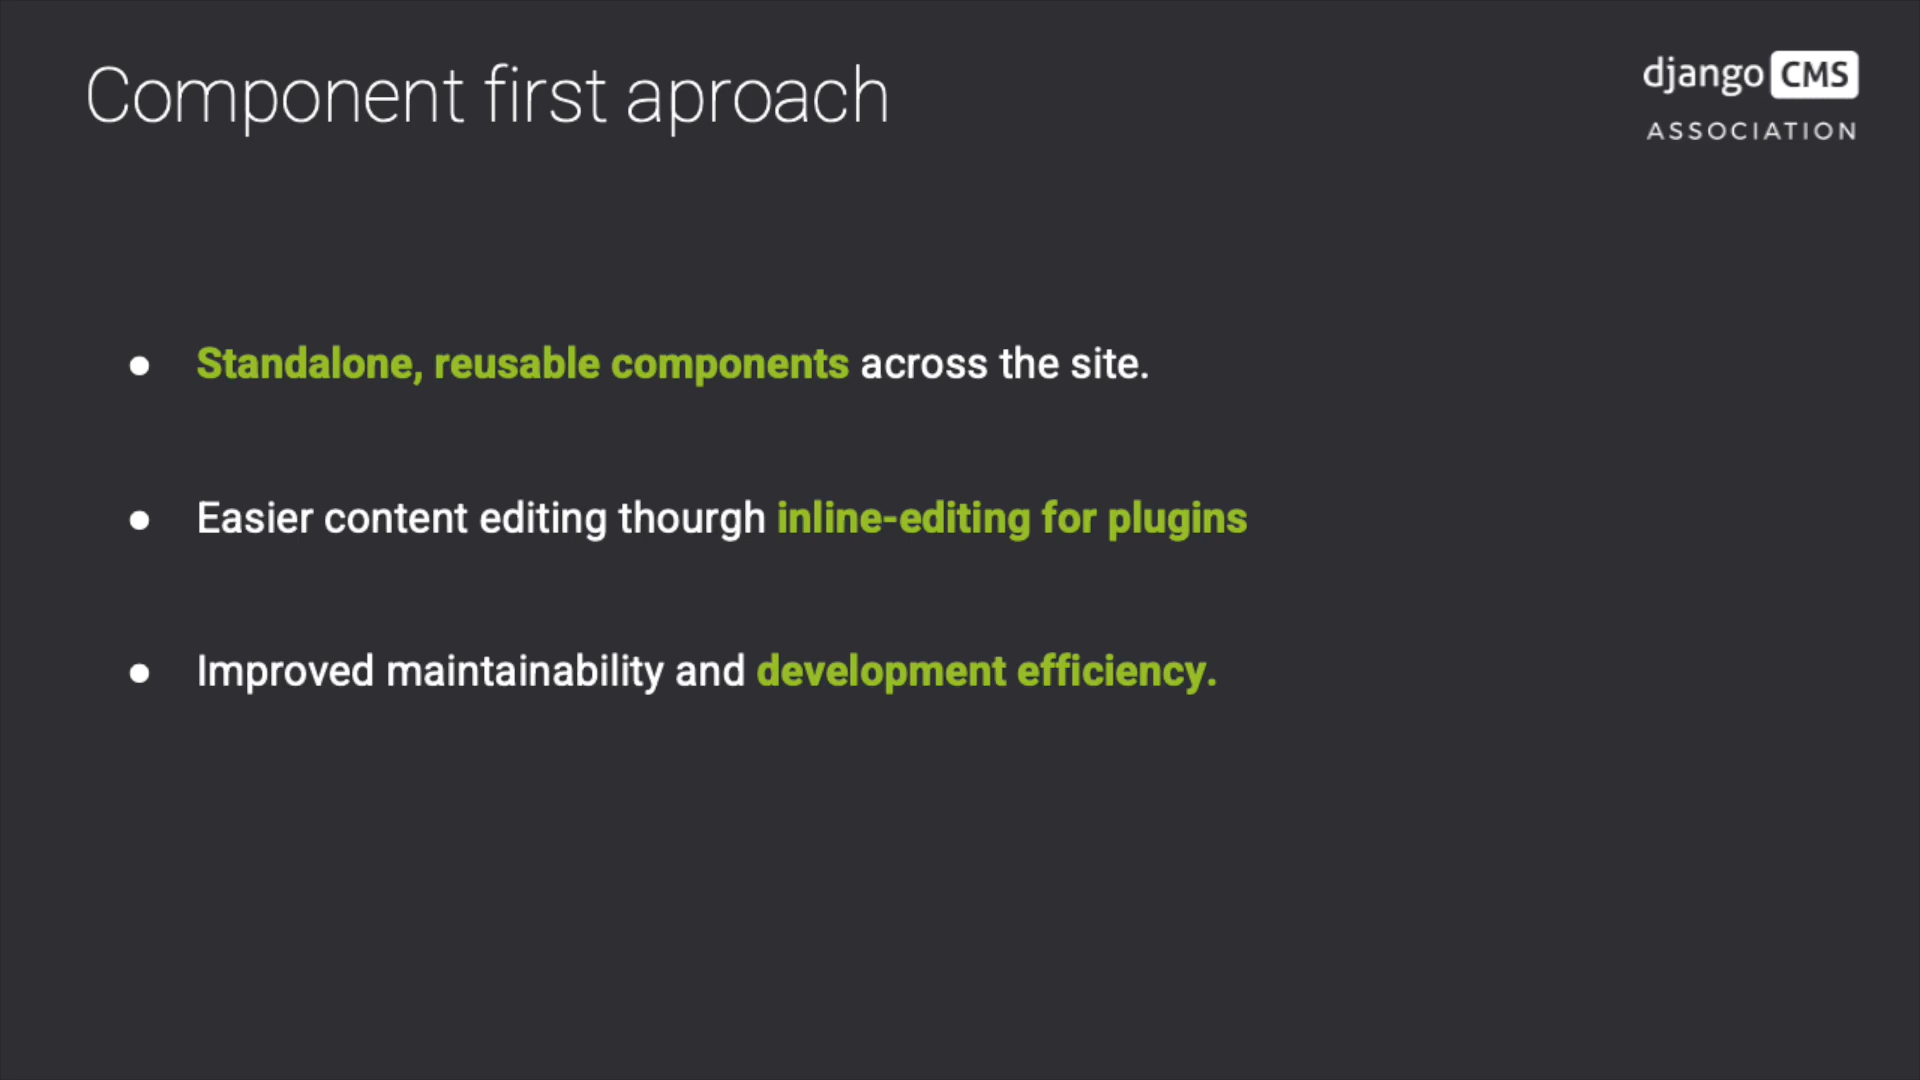 Component first aproach
django CMS
ASSOCIATION
● Standalone, reusable components across the site.
● Easier content editing thourgh inline-editing for plugins
● Improved maintainability and development efficiency.